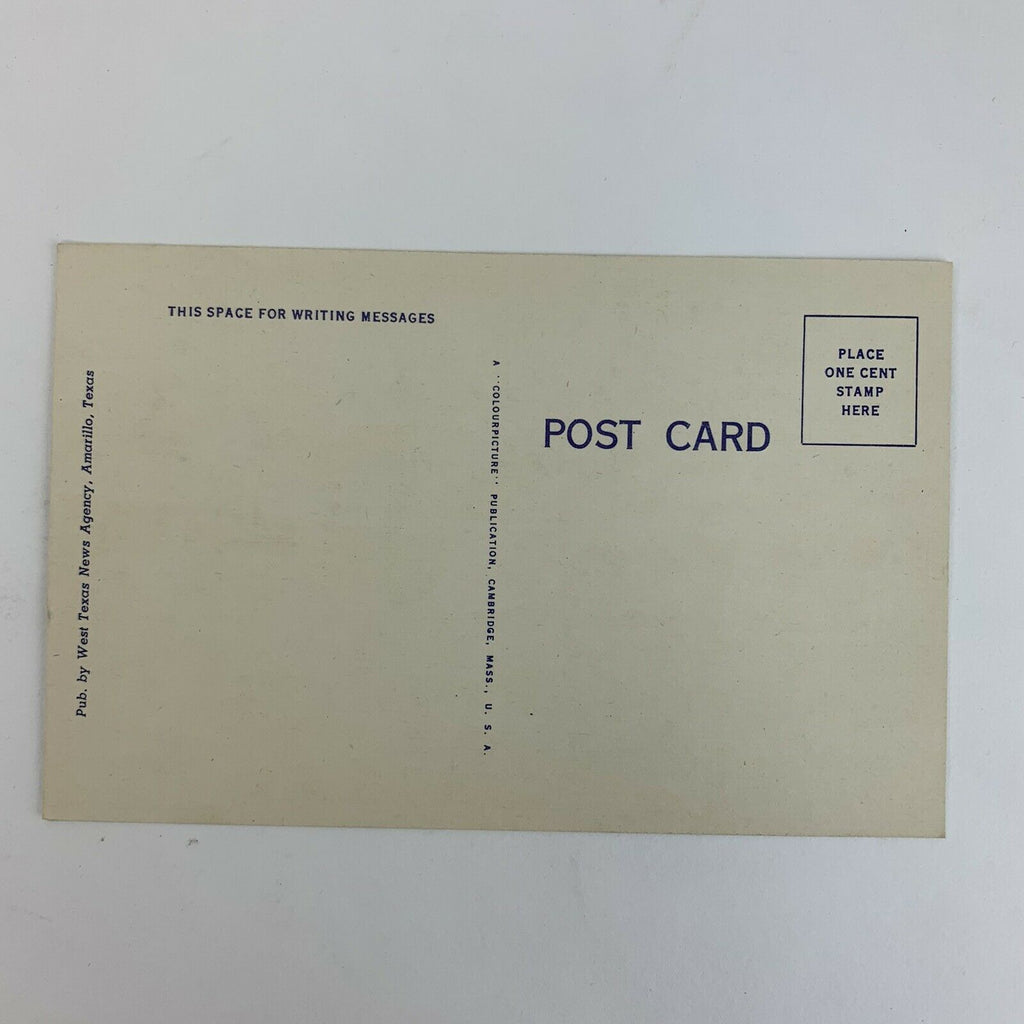 THIS SPACE FOR WRITING MESSAGES
Pub. by West Texas News Agency, Amarillo, Texas
A "COLOURPICTURE" PUBLICATION, CAMBRIDGE, MASS., U. S. A.
POST CARD
PLACE
ONE CENT
STAMP
HERE